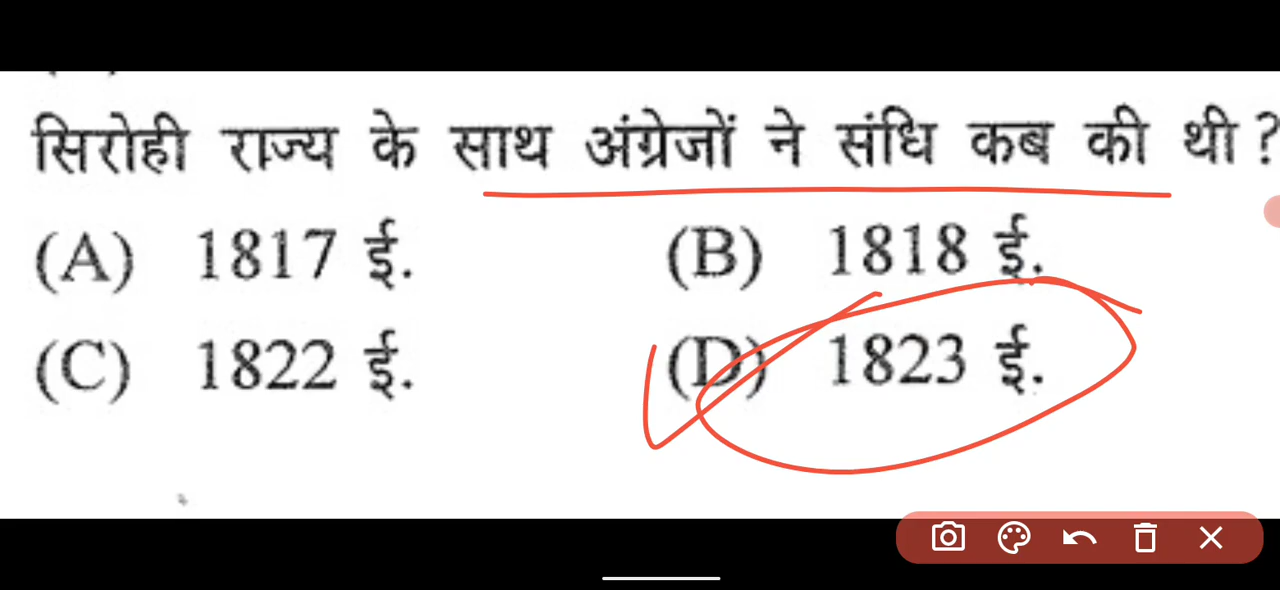 सिरोही राज्य के साथ अंग्रेजों ने संधि कब की थी ?
(A) 1817 ई.
(B) 1818 ई.
(C) 1822 ई.
(D) 1823 ई.